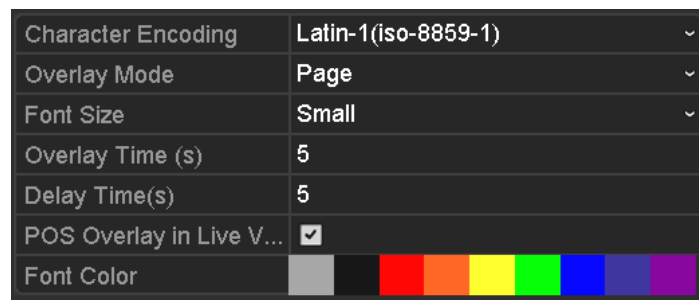 Character Encoding Latin-1(iso-8859-1)
Overlay Mode Page
Font Size Small
Overlay Time (s) 5
Delay Time(s) 5
POS Overlay in Live V...
Font Color